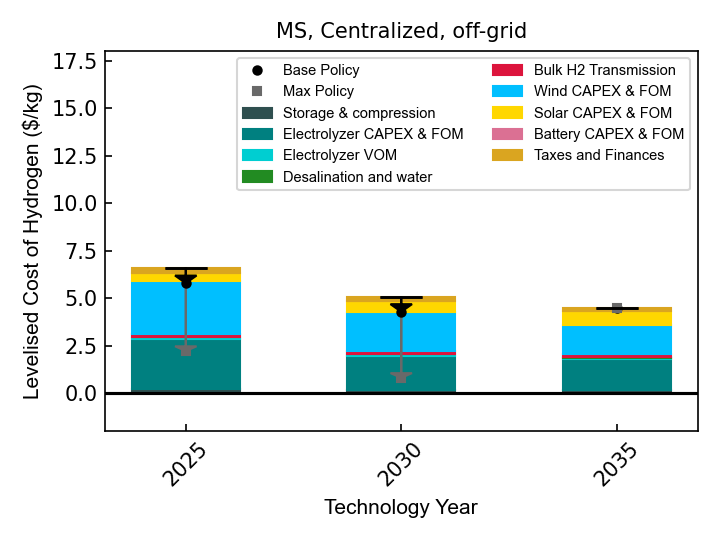 MS, Centralized, off-grid
Levelised Cost of Hydrogen ($/kg)
17.5
15.0
12.5
10.0
7.5
5.0
2.5
0.0
Base Policy
Max Policy
Storage & compression
Electrolyzer CAPEX & FOM
Electrolyzer VOM
Desalination and water
Bulk H2 Transmission
Wind CAPEX & FOM
Solar CAPEX & FOM
Battery CAPEX & FOM
Taxes and Finances
2025
2030
2035
Technology Year